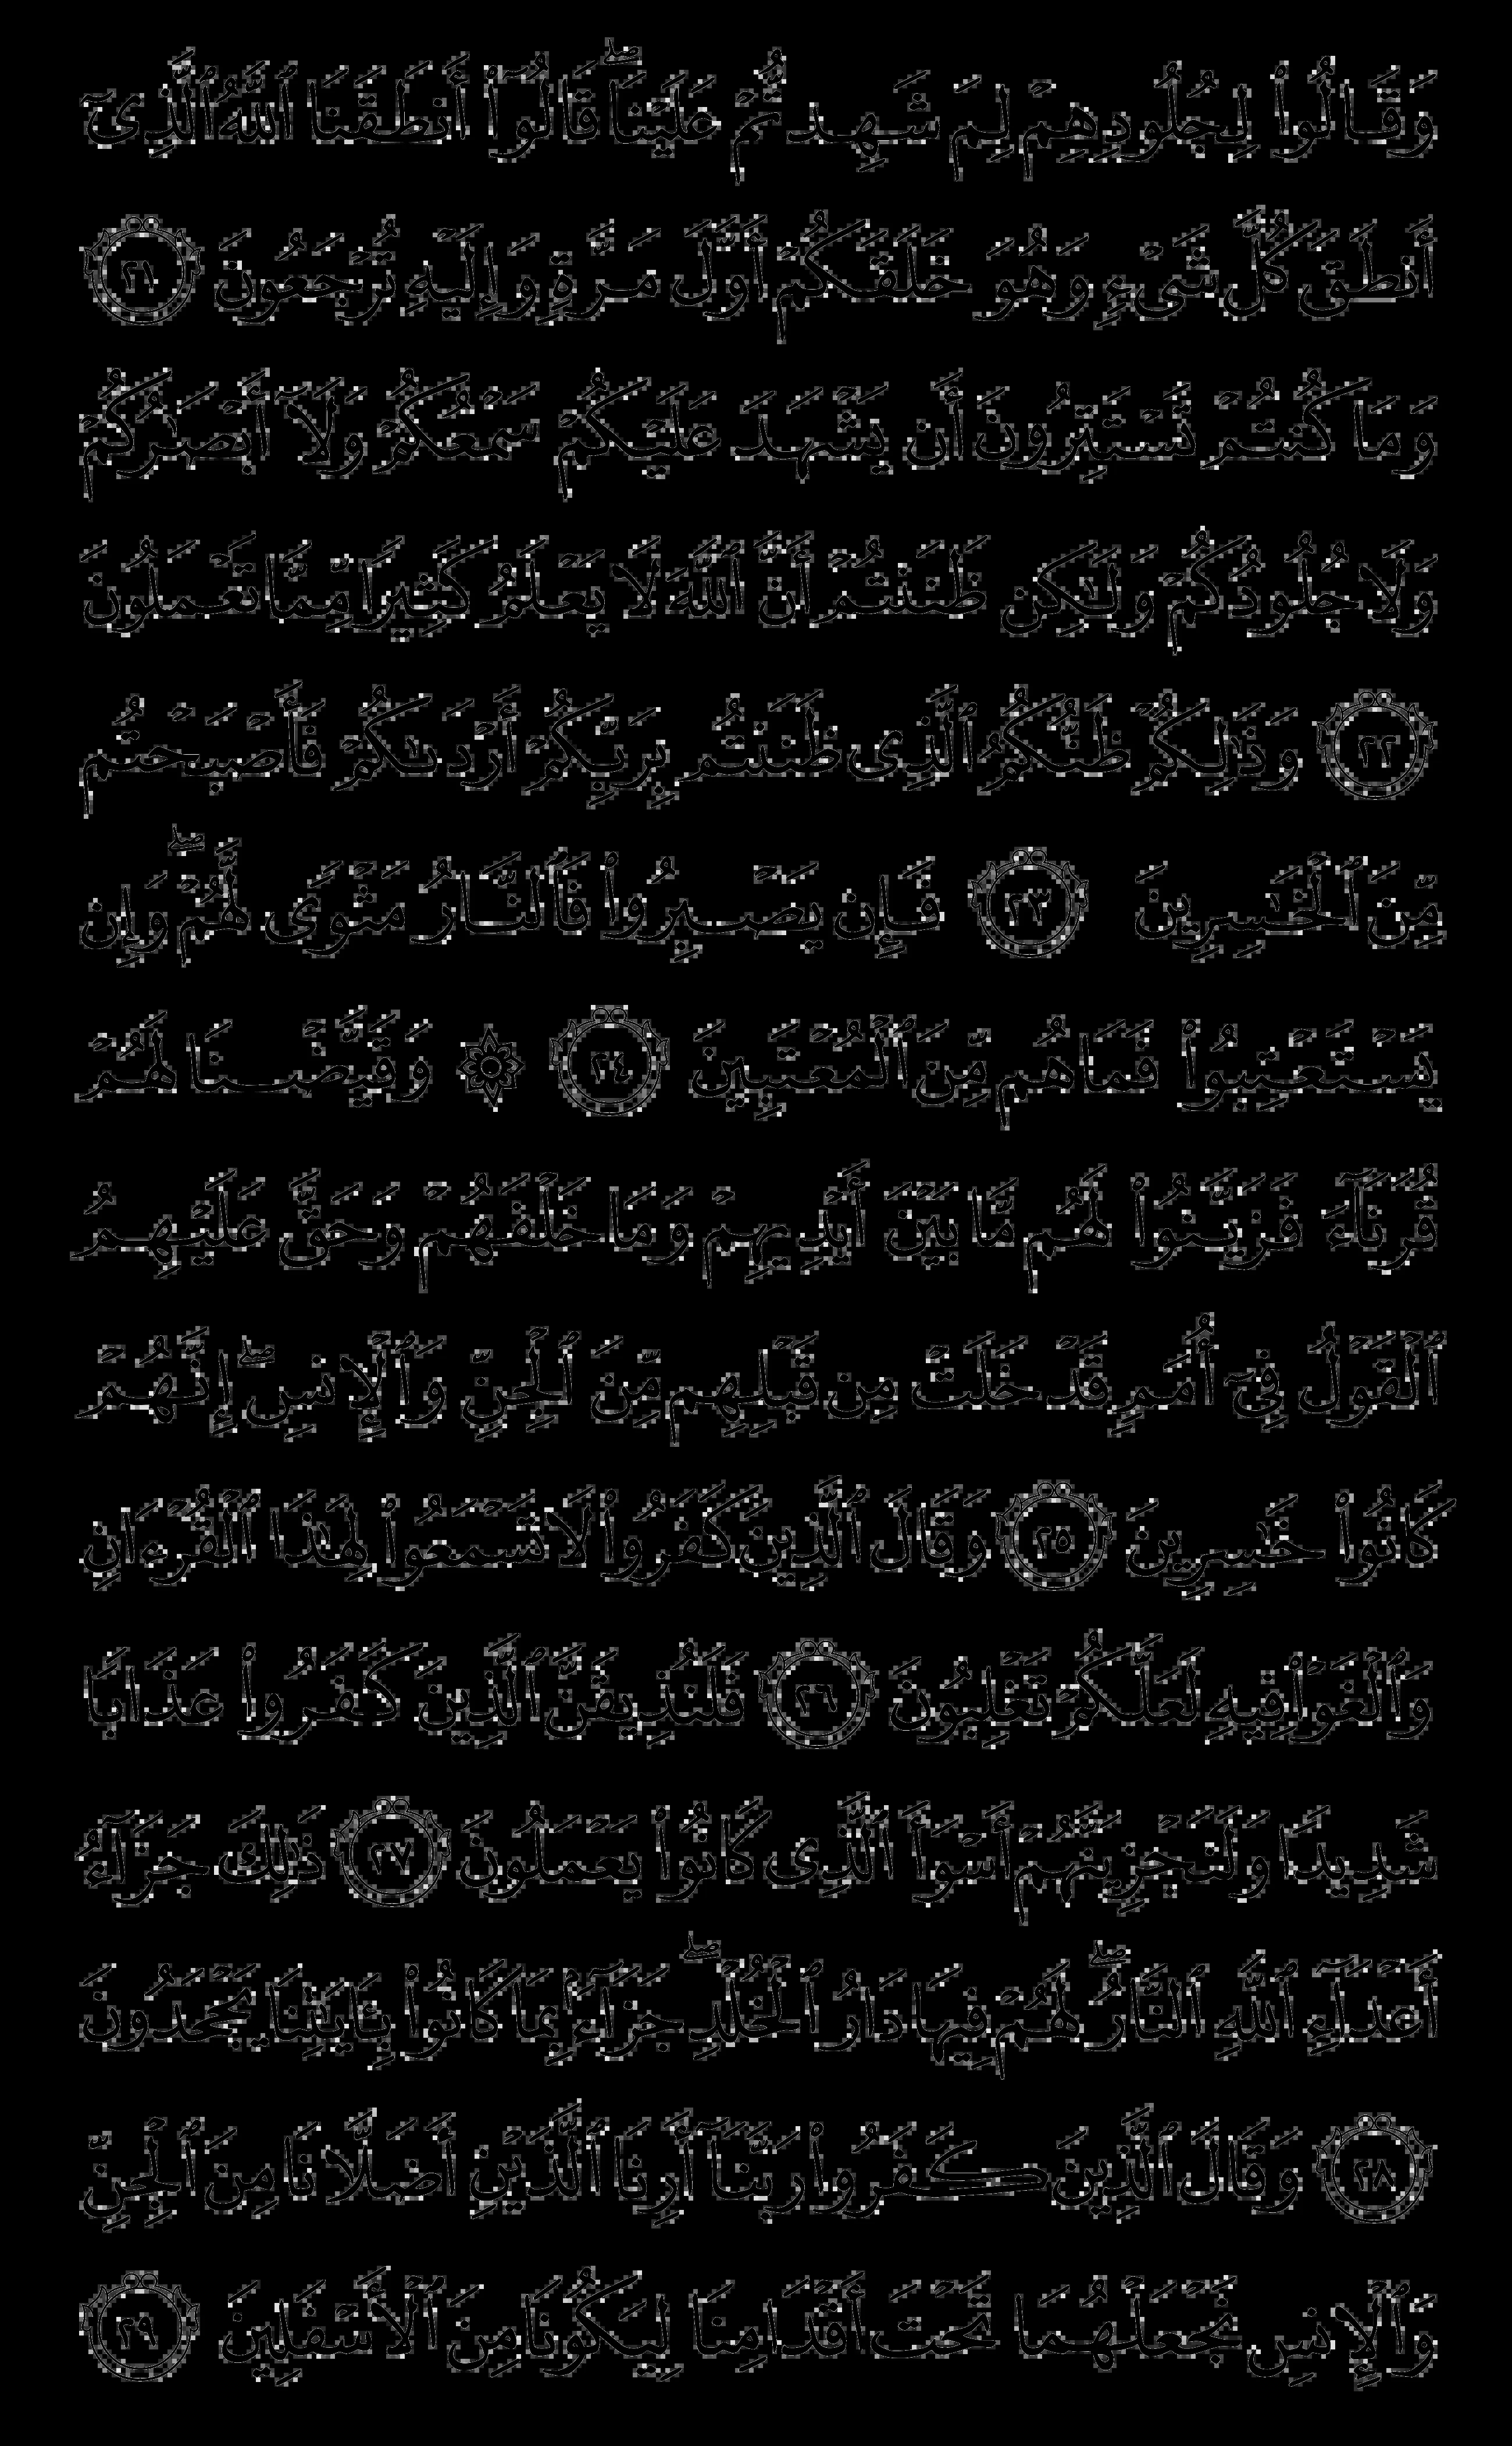 وَقَالُوا۟ لِجُلُودِهِمْ لِمَ شَهِدتُّمْ عَلَيْنَا ۖ قَالُوٓا۟ أَنطَقَنَا ٱللَّهُ ٱلَّذِىٓ
أَنطَقَ كُلَّ شَىْءٍ وَهُوَ خَلَقَكُمْ أَوَّلَ مَرَّةٍ وَإِلَيْهِ تُرْجَعُونَ ٢١
وَمَا كُنتُمْ تَسْتَتِرُونَ أَن يَشْهَدَ عَلَيْكُمْ سَمْعُكُمْ وَلَآ أَبْصَـٰرُكُمْ
وَلَا جُلُودُكُمْ وَلَـٰكِن ظَنَنتُمْ أَنَّ ٱللَّهَ لَا يَعْلَمُ كَثِيرًا مِّمَّا تَعْمَلُونَ
٢٢ وَذَٰلِكُمْ ظَنُّكُمُ ٱلَّذِى ظَنَنتُم بِرَبِّكُمْ أَرْدَىٰكُمْ فَأَصْبَحْتُم
مِّنَ ٱلْخَـٰسِرِينَ ٢٣ فَإِن يَصْبِرُوا۟ فَٱلنَّارُ مَثْوًى لَّهُمْ ۖ وَإِن
يَسْتَعْتِبُوا۟ فَمَا هُم مِّنَ ٱلْمُعْتَبِينَ ٢٤ ۞ وَقَيَّضْنَا لَهُمْ
قُرَنَآءَ فَزَيَّنُوا۟ لَهُم مَّا بَيْنَ أَيْدِيهِمْ وَمَا خَلْفَهُمْ وَحَقَّ عَلَيْهِمُ
ٱلْقَوْلُ فِىٓ أُمَمٍ قَدْ خَلَتْ مِن قَبْلِهِم مِّنَ ٱلْجِنِّ وَٱلْإِنسِ ۖ إِنَّهُمْ
كَانُوا۟ خَـٰسِرِينَ ٢٥ وَقَالَ ٱلَّذِينَ كَفَرُوا۟ لَا تَسْمَعُوا۟ لِهَـٰذَا ٱلْقُرْءَانِ
وَٱلْغَوْا۟ فِيهِ لَعَلَّكُمْ تَغْلِبُونَ ٢٦ فَلَنُذِيقَنَّ ٱلَّذِينَ كَفَرُوا۟ عَذَابًا
شَدِيدًا وَلَنَجْزِيَنَّهُمْ أَسْوَأَ ٱلَّذِى كَانُوا۟ يَعْمَلُونَ ٢٧ ذَٰلِكَ جَزَآءُ
أَعْدَآءِ ٱللَّهِ ٱلنَّارُ ۖ لَهُمْ فِيهَا دَارُ ٱلْخُلْدِ ۖ جَزَآءًۢ بِمَا كَانُوا۟ بِـَٔايَـٰتِنَا يَجْحَدُونَ
٢٨ وَقَالَ ٱلَّذِينَ كَفَرُوا۟ رَبَّنَآ أَرِنَا ٱلَّذَيْنِ أَضَلَّانَا مِنَ ٱلْجِنِّ
وَٱلْإِنسِ نَجْعَلْهُمَا تَحْتَ أَقْدَامِنَا لِيَكُونَا مِنَ ٱلْأَسْفَلِينَ ٢٩